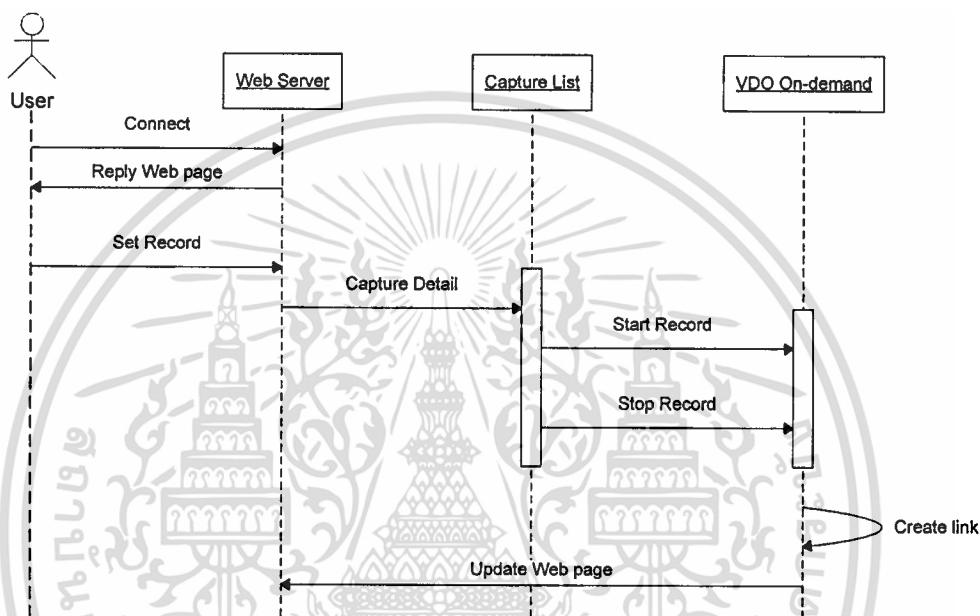 User
Web Server
Capture List
VDO On-demand
Connect
Reply Web page
Set Record
Capture Detail
Start Record
Stop Record
Create link
Update Web page